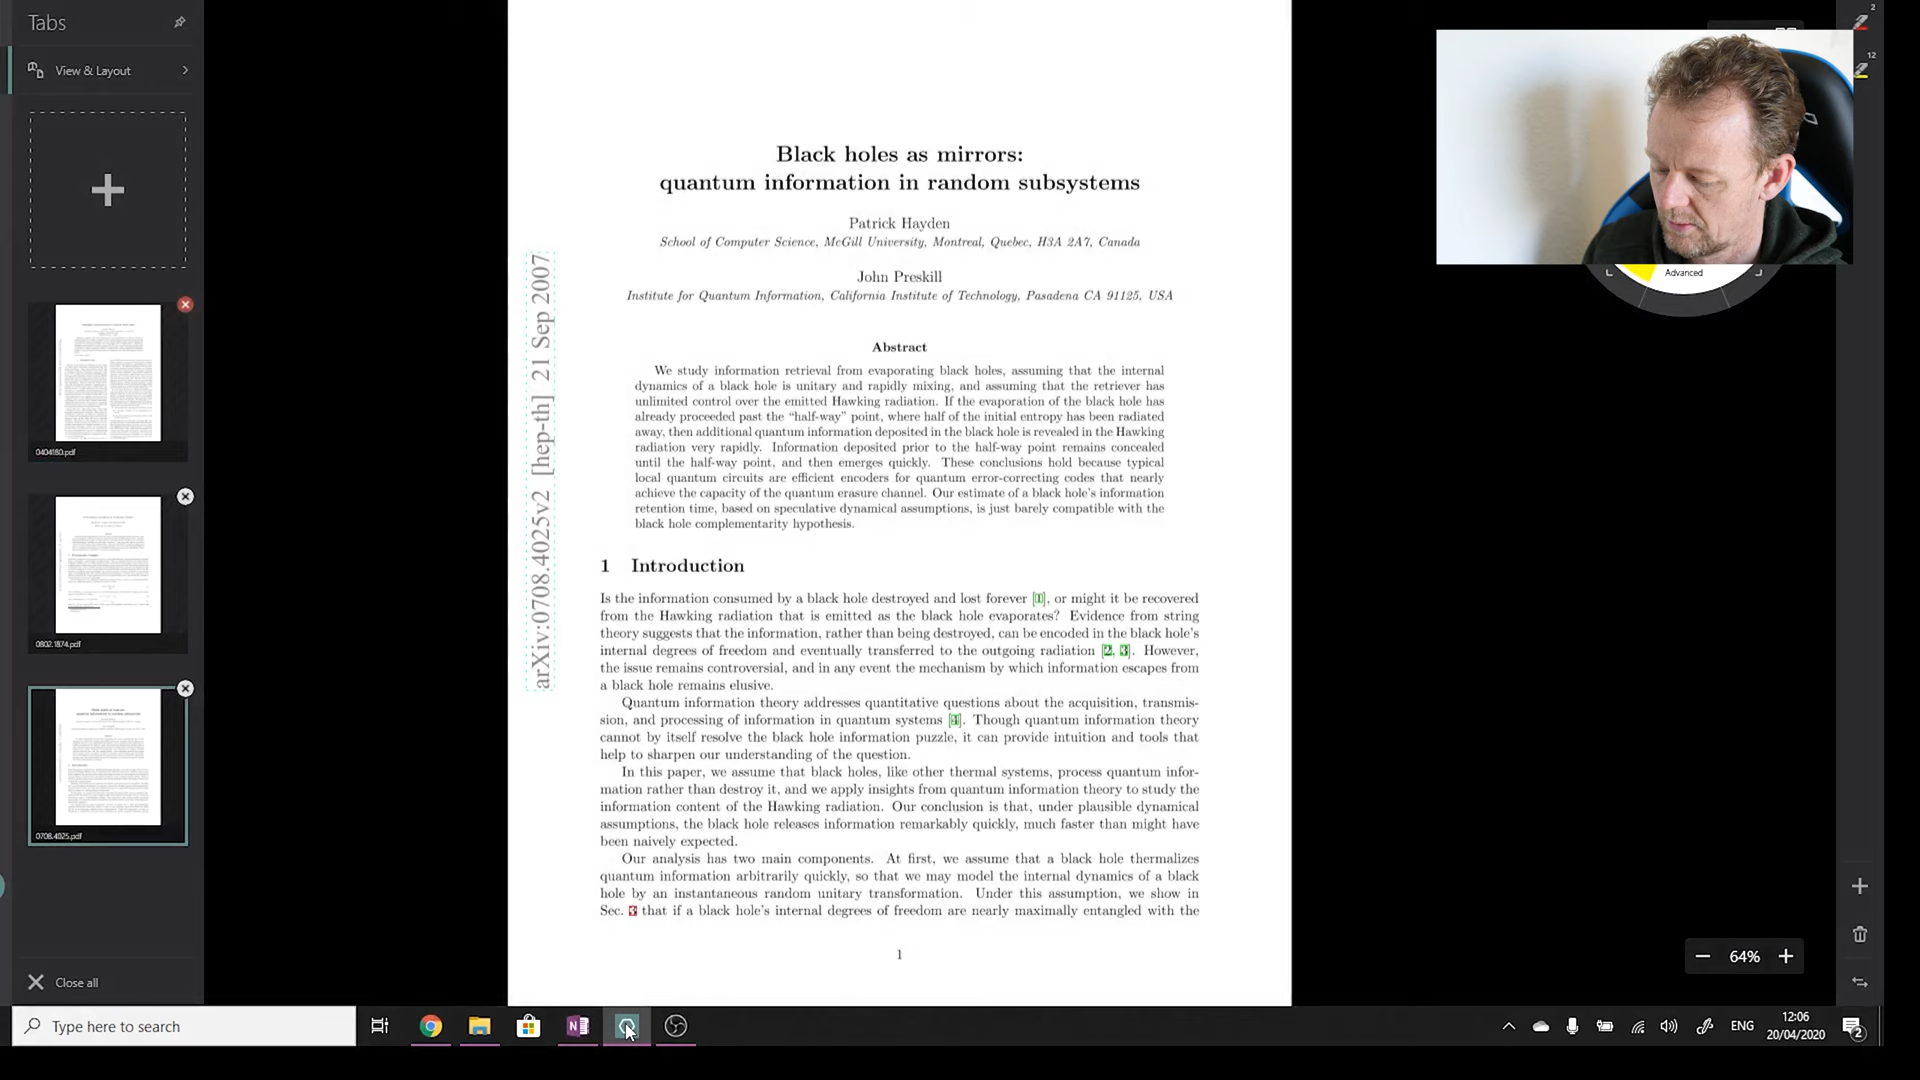 Tabs
View & Layout
0404180.pdf
0802.1874.pdf
0708.4025.pdf
Close all
arXiv:0708.4025v2 [hep-th] 21 Sep 2007
Black holes as mirrors:
quantum information in random subsystems
Patrick Hayden
School of Computer Science, McGill University, Montreal, Quebec, H3A 2A7, Canada
John Preskill
Institute for Quantum Information, California Institute of Technology, Pasadena CA 91125, USA
Abstract
We study information retrieval from evaporating black holes, assuming that the internal
dynamics of a black hole is unitary and rapidly mixing, and assuming that the retriever has
unlimited control over the emitted Hawking radiation. If the evaporation of the black hole has
already proceeded past the “half-way” point, where half of the initial entropy has been radiated
away, then additional quantum information deposited in the black hole is revealed in the Hawking
radiation very rapidly. Information deposited prior to the half-way point remains concealed
until the half-way point, and then emerges quickly. These conclusions hold because typical
local quantum circuits are efficient encoders for quantum error-correcting codes that nearly
achieve the capacity of the quantum erasure channel. Our estimate of a black hole's information
retention time, based on speculative dynamical assumptions, is just barely compatible with the
black hole complementarity hypothesis.
1 Introduction
Is the information consumed by a black hole destroyed and lost forever [1], or might it be recovered
from the Hawking radiation that is emitted as the black hole evaporates? Evidence from string
theory suggests that the information, rather than being destroyed, can be encoded in the black hole's
internal degrees of freedom and eventually transferred to the outgoing radiation [2, 3]. However,
the issue remains controversial, and in any event the mechanism by which information escapes from
a black hole remains elusive.
Quantum information theory addresses quantitative questions about the acquisition, transmis-
sion, and processing of information in quantum systems [4]. Though quantum information theory
cannot by itself resolve the black hole information puzzle, it can provide intuition and tools that
help to sharpen our understanding of the question.
In this paper, we assume that black holes, like other thermal systems, process quantum infor-
mation rather than destroy it, and we apply insights from quantum information theory to study the
information content of the Hawking radiation. Our conclusion is that, under plausible dynamical
assumptions, the black hole releases information remarkably quickly, much faster than might have
been naively expected.
Our analysis has two main components. At first, we assume that a black hole thermalizes
quantum information arbitrarily quickly, so that we may model the internal dynamics of a black
hole by an instantaneous random unitary transformation. Under this assumption, we show in
Sec. 3 that if a black hole's internal degrees of freedom are nearly maximally entangled with the
1
2
12
Advanced
64%
Type here to search
ENG
12:06
20/04/2020
2